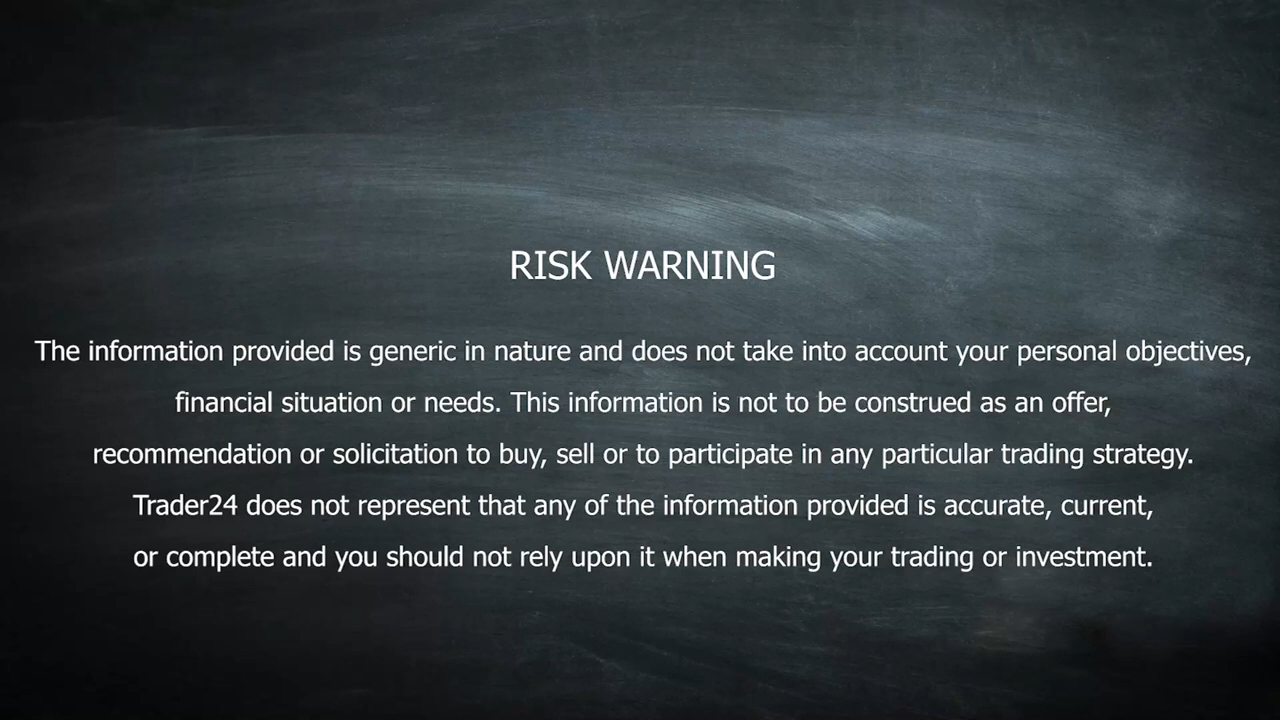 RISK WARNING
The information provided is generic in nature and does not take into account your personal objectives,
financial situation or needs. This information is not to be construed as an offer,
recommendation or solicitation to buy, sell or to participate in any particular trading strategy.
Trader24 does not represent that any of the information provided is accurate, current,
or complete and you should not rely upon it when making your trading or investment.